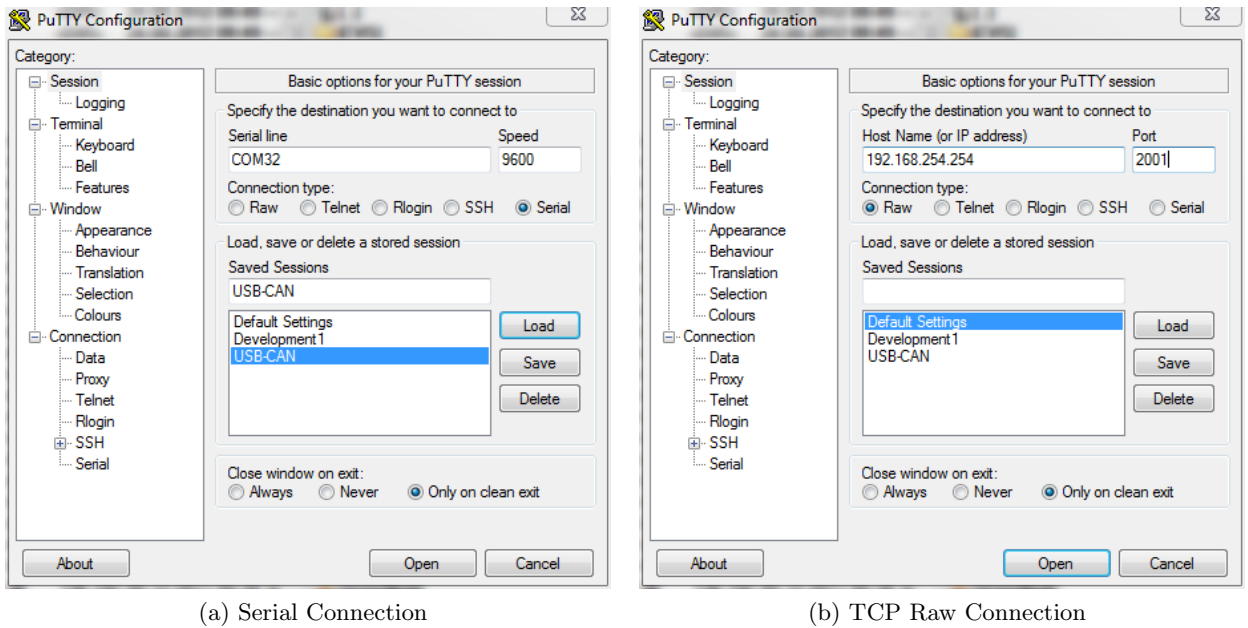 PuTTY Configuration
Category:
Session
Logging
Terminal
Keyboard
Bell
Features
Window
Appearance
Behaviour
Translation
Selection
Colours
Connection
Data
Proxy
Telnet
Rlogin
SSH
Serial
Basic options for your PuTTY session
Specify the destination you want to connect to
Serial line Speed
COM32 9600
Connection type:
Raw Telnet Rlogin SSH Serial
Load, save or delete a stored session
Saved Sessions
USB-CAN
Default Settings
Development1
USB-CAN
Load
Save
Delete
Close window on exit:
Always Never Only on clean exit
About Open Cancel
(a) Serial Connection
PuTTY Configuration
Category:
Session
Logging
Terminal
Keyboard
Bell
Features
Window
Appearance
Behaviour
Translation
Selection
Colours
Connection
Data
Proxy
Telnet
Rlogin
SSH
Serial
Basic options for your PuTTY session
Specify the destination you want to connect to
Host Name (or IP address) Port
192.168.254.254 2001
Connection type:
Raw Telnet Rlogin SSH Serial
Load, save or delete a stored session
Saved Sessions
Default Settings
Development1
USB-CAN
Load
Save
Delete
Close window on exit:
Always Never Only on clean exit
About Open Cancel
(b) TCP Raw Connection